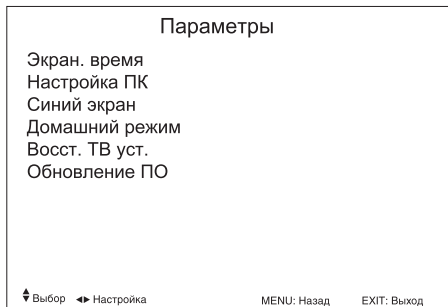 Параметры
Экран. время
Настройка ПК
Синий экран
Домашний режим
Восст. ТВ уст.
Обновление ПО
Выбор Настройка MENU: Назад EXIT: Выход